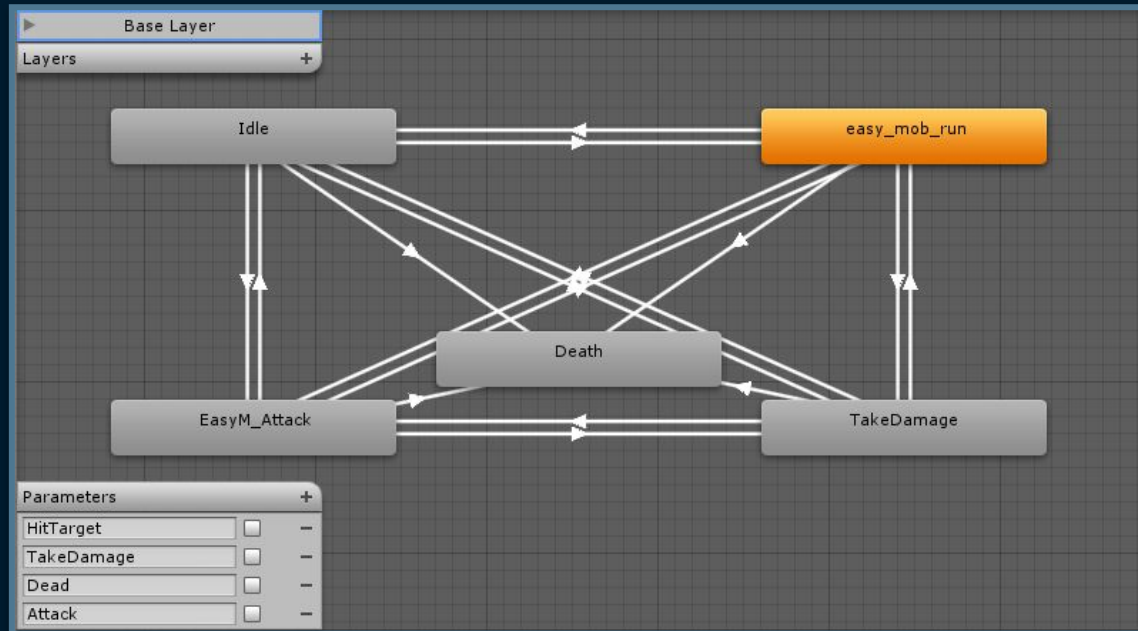 Base Layer
Layers
Idle
easy_mob_run
Death
EasyM_Attack
TakeDamage
Parameters
HitTarget
TakeDamage
Dead
Attack